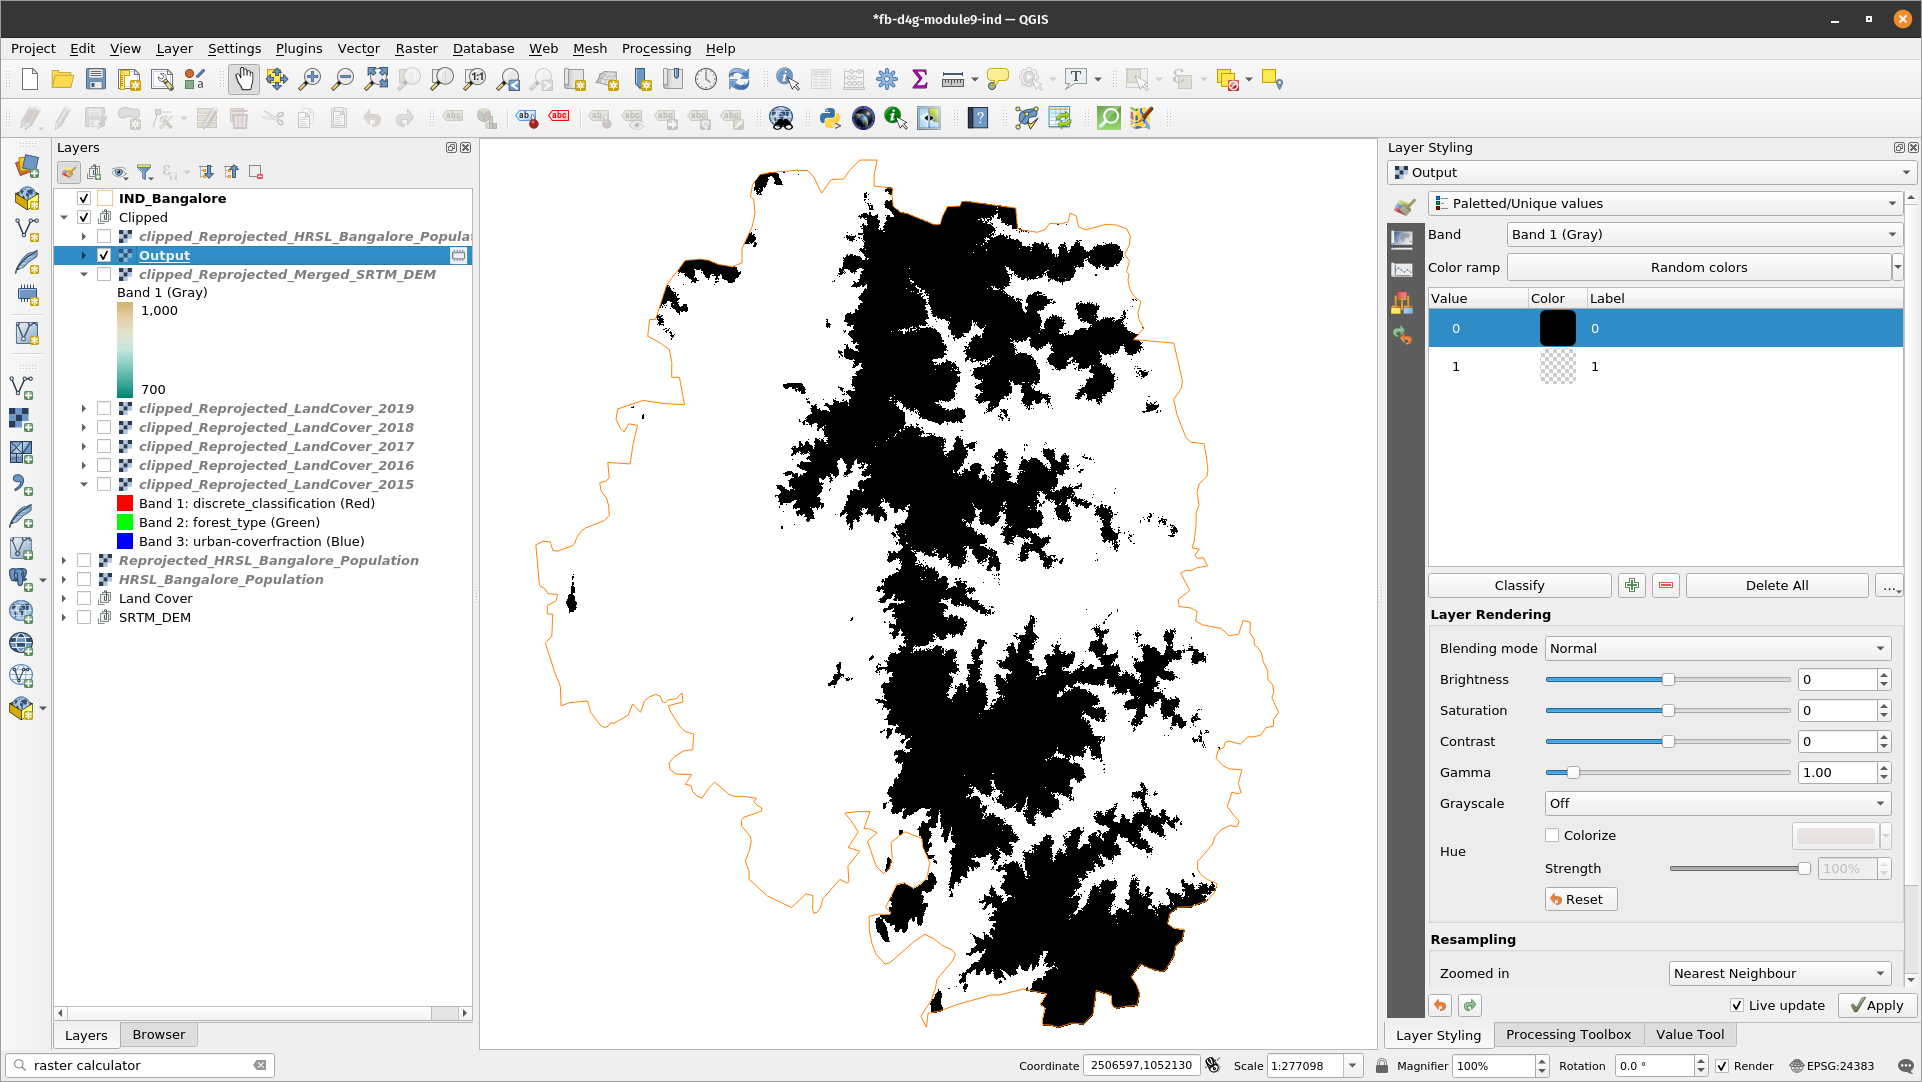 *fb-d4g-module9-ind — QGIS
Project Edit View Layer Settings Plugins Vector Raster Database Web Mesh Processing Help
Layers
IND_Bangalore
Clipped
clipped_Reprojected_HRSL_Bangalore_Populat
Output
clipped_Reprojected_Merged_SRTM_DEM
Band 1 (Gray)
1,000
700
clipped_Reprojected_LandCover_2019
clipped_Reprojected_LandCover_2018
clipped_Reprojected_LandCover_2017
clipped_Reprojected_LandCover_2016
clipped_Reprojected_LandCover_2015
Band 1: discrete_classification (Red)
Band 2: forest_type (Green)
Band 3: urban-coverfraction (Blue)
Reprojected_HRSL_Bangalore_Population
HRSL_Bangalore_Population
Land Cover
SRTM_DEM
Layers Browser
Layer Styling
Output
Paletted/Unique values
Band Band 1 (Gray)
Color ramp Random colors
Value Color Label
0 0
1 1
Classify Delete All ...
Layer Rendering
Blending mode Normal
Brightness 0
Saturation 0
Contrast 0
Gamma 1.00
Grayscale Off
Colorize
Hue
Strength 100%
Reset
Resampling
Zoomed in Nearest Neighbour
Live update Apply
Layer Styling Processing Toolbox Value Tool
raster calculator Coordinate 2506597,1052130 Scale 1:277098 Magnifier 100% Rotation 0.0 ° Render EPSG:24383